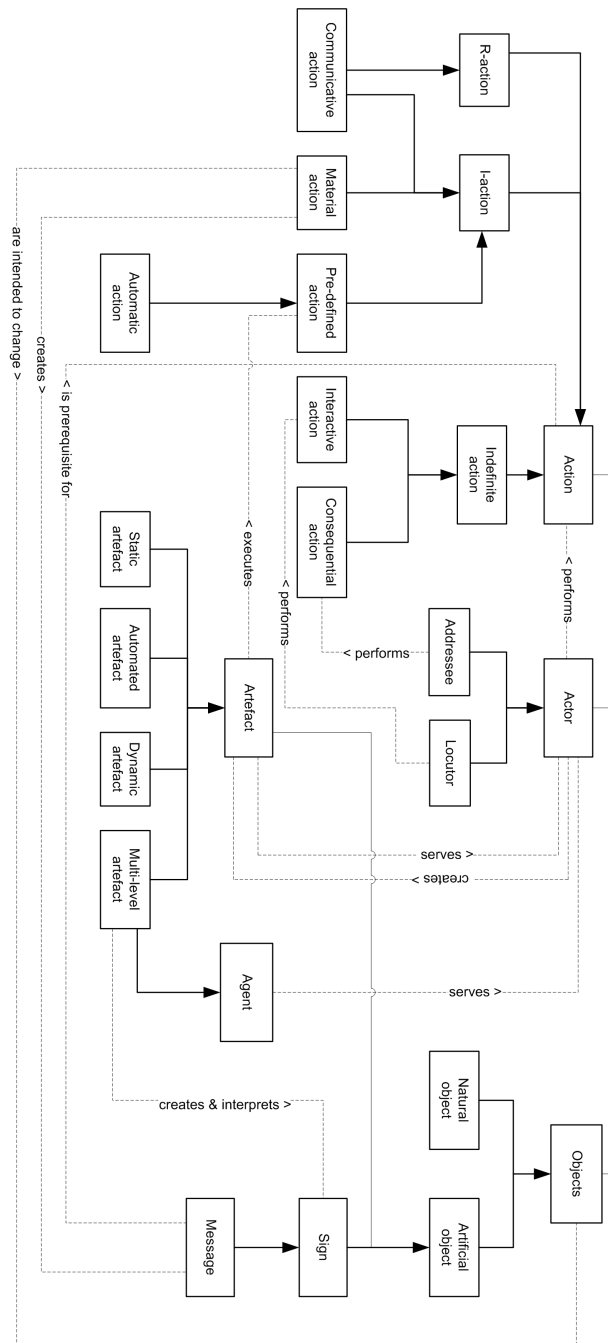 Communicative
action
R-action
Material
action
I-action
Automatic
action
Pre-defined
action
are intended to change >
creates >
< is prerequisite for
Interactive
action
Consequential
action
Indefinite
action
Action
< executes
< performs
< performs
< performs
Static
artefact
Automated
artefact
Dynamic
artefact
Multi-level
artefact
Artefact
Addressee
Locutor
Actor
serves >
creates >
Agent
serves >
creates & interprets >
Natural
object
Objects
Message
Sign
Artificial
object